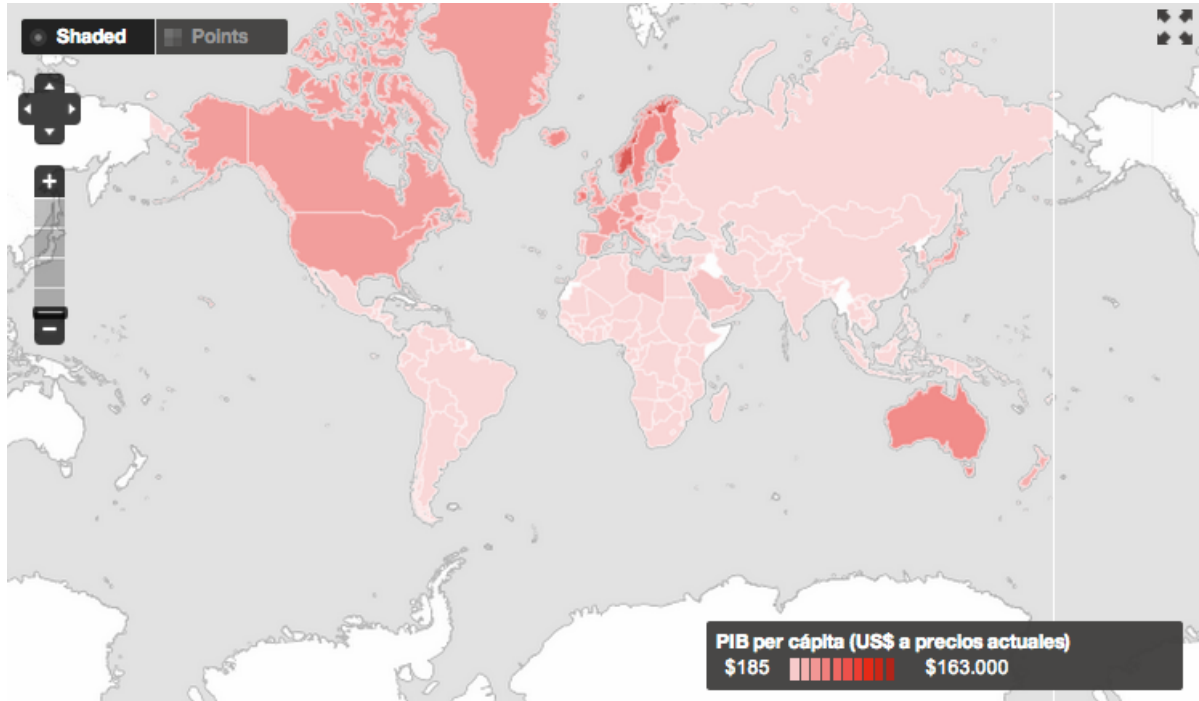 Shaded Points
+
−
PIB per cápita (US$ a precios actuales)
$185 $163.000